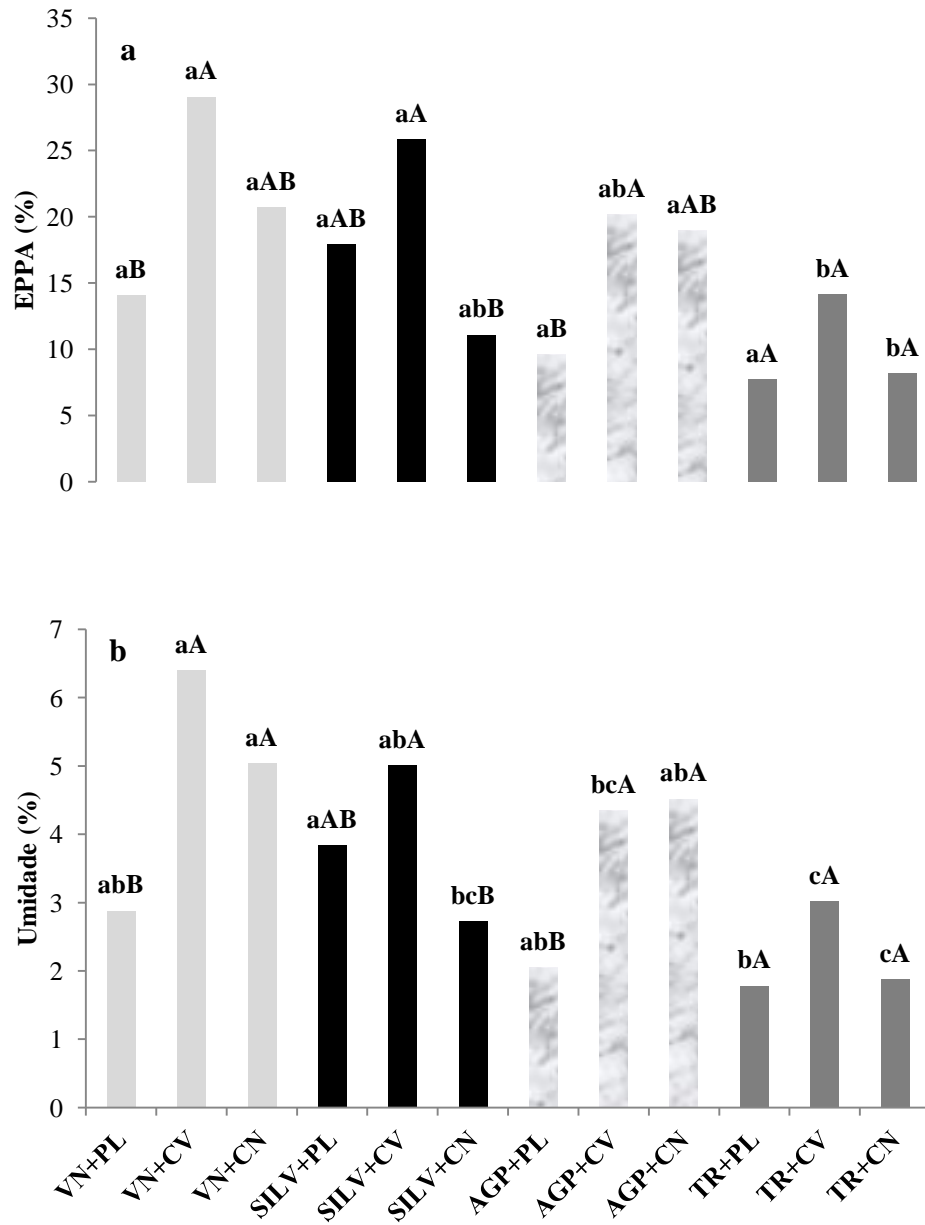 a
35
30
25
20
15
10
5
0
EPPA (%)
aB
aA
aAB
aAB
aA
abB
aB
abA
aAB
aA
bA
bA
b
7
6
5
4
3
2
1
0
Umidade (%)
abB
aA
aA
aAB
abA
bcB
abB
bcA
abA
bA
cA
cA
VN+PL
VN+CV
VN+CN
SILV+PL
SILV+CV
SILV+CN
AGP+PL
AGP+CV
AGP+CN
TR+PL
TR+CV
TR+CN